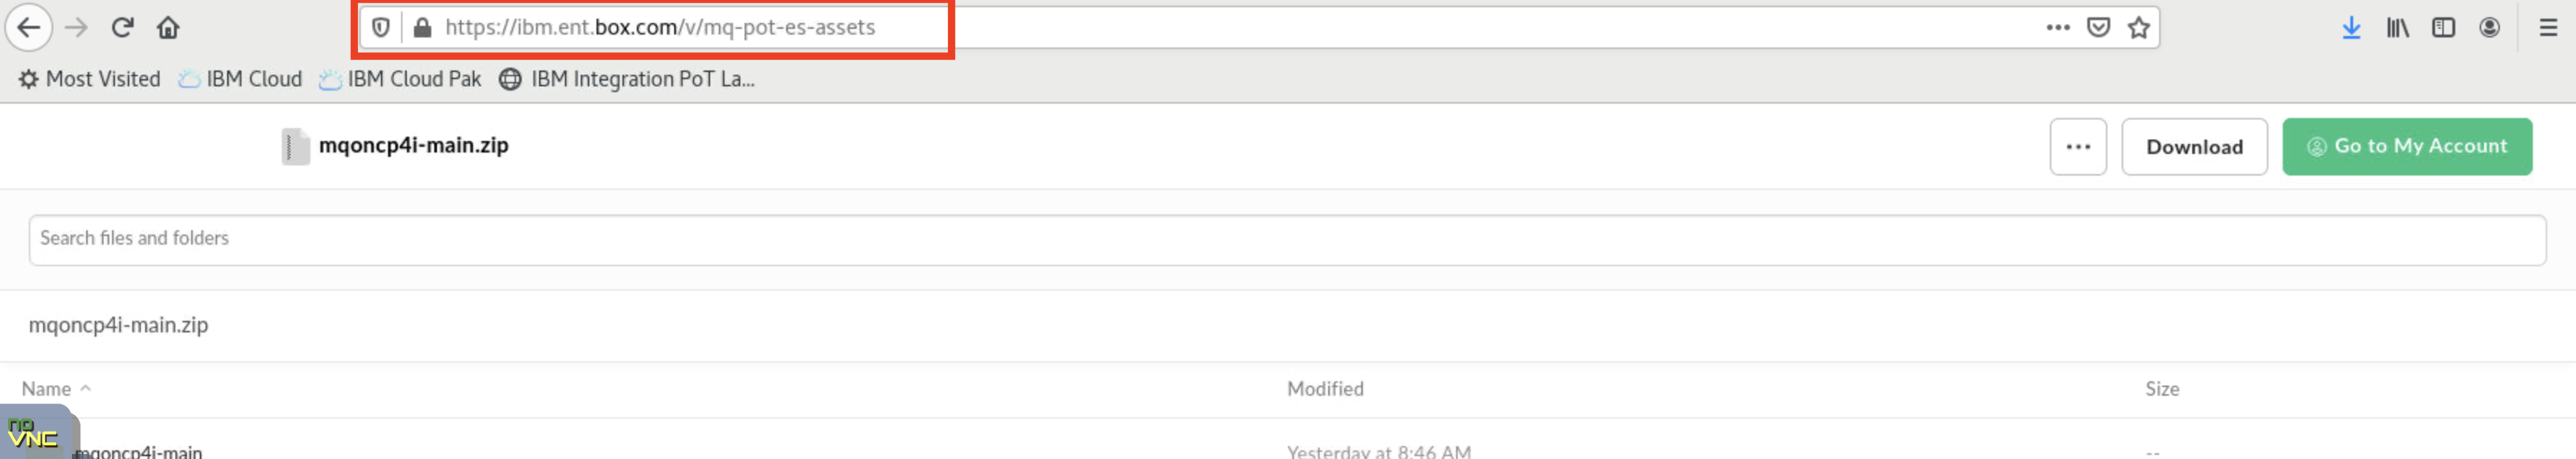 https://ibm.ent.box.com/v/mq-pot-es-assets
Most Visited IBM Cloud IBM Cloud Pak IBM Integration PoT La...
mqoncp4i-main.zip
Download
Go to My Account
Search files and folders
mqoncp4i-main.zip
Name Modified Size
no
VNC
mqoncp4i-main Yesterday at 8:46 AM --